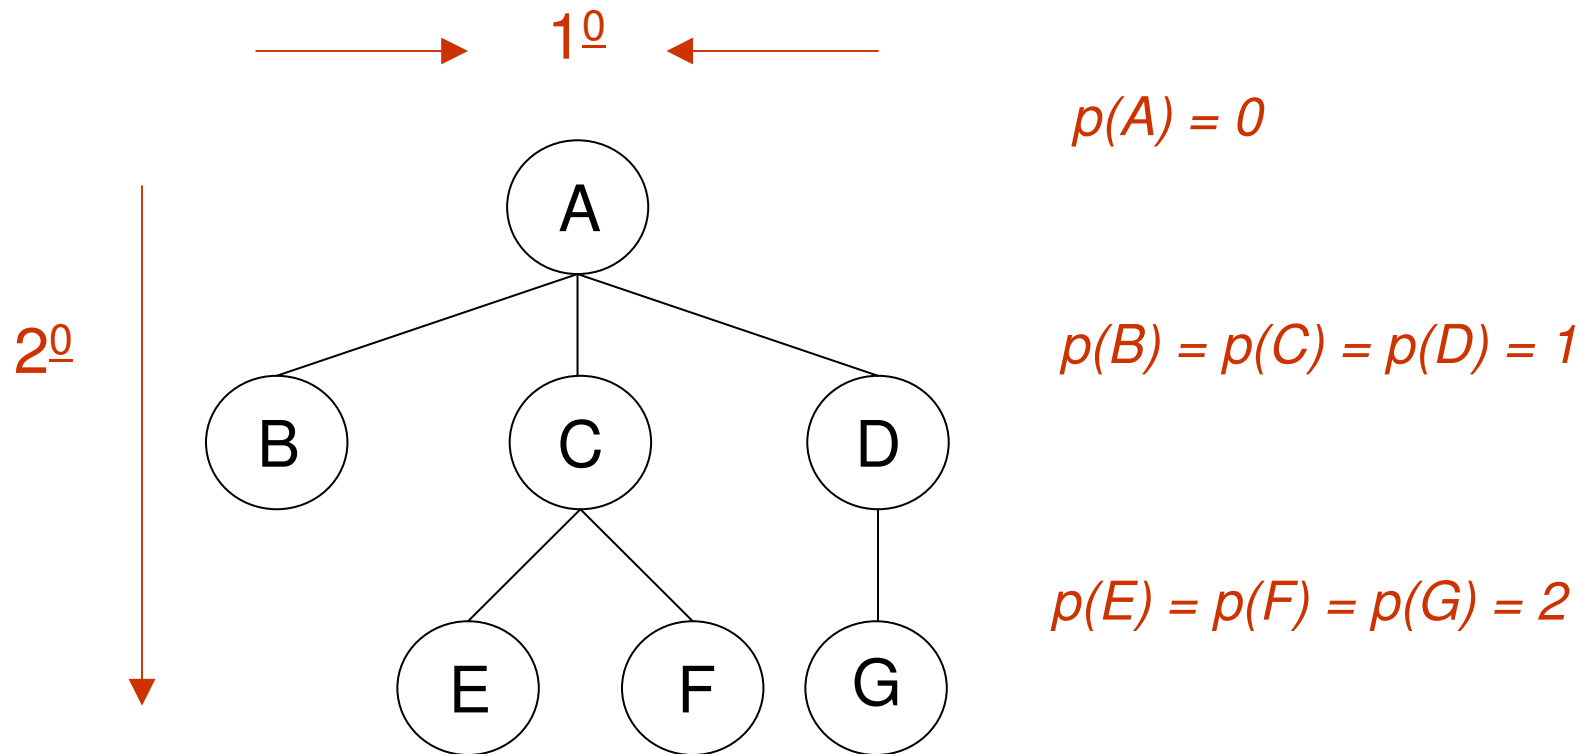 1º
p(A) = 0
A
2º
p(B) = p(C) = p(D) = 1
B C D
p(E) = p(F) = p(G) = 2
E F G